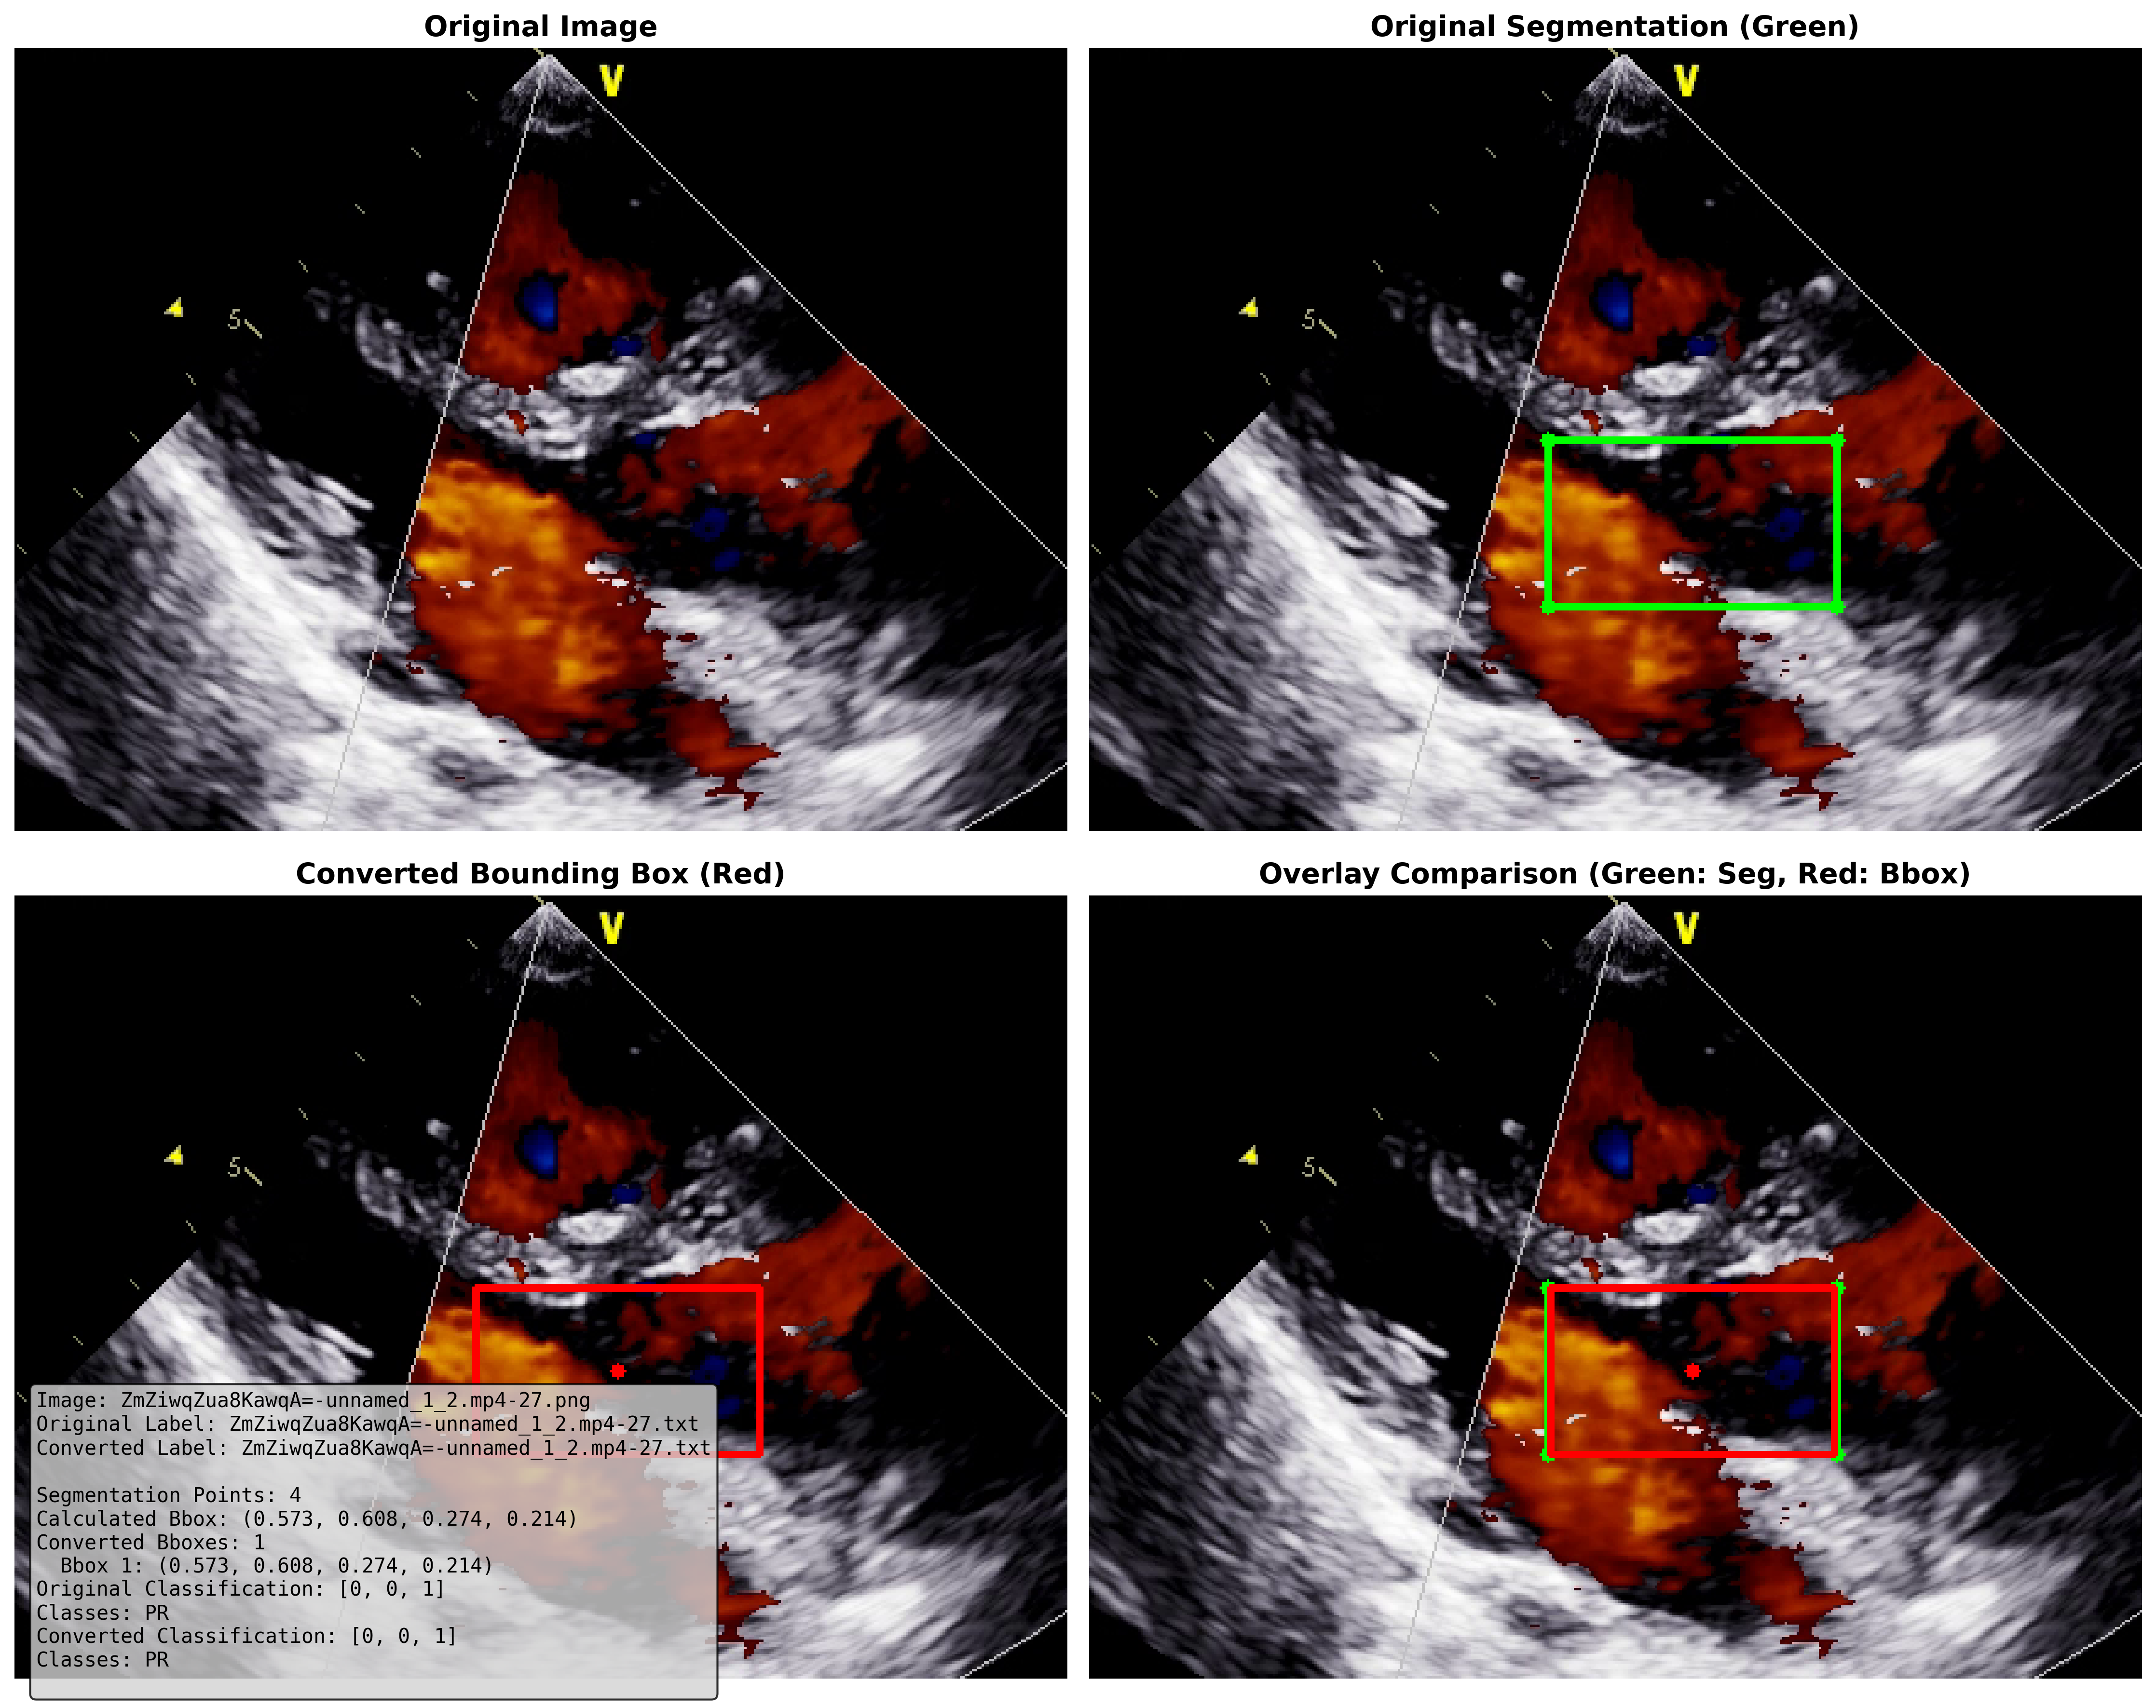 Original Image
Original Segmentation (Green)
V
5
V
5
Converted Bounding Box (Red)
Overlay Comparison (Green: Seg, Red: Bbox)
V
5
V
5
Image: ZmZiwqZua8KawqA=-unnamed_1_2.mp4-27.png
Original Label: ZmZiwqZua8KawqA=-unnamed_1_2.mp4-27.txt
Converted Label: ZmZiwqZua8KawqA=-unnamed_1_2.mp4-27.txt
Segmentation Points: 4
Calculated Bbox: (0.573, 0.608, 0.274, 0.214)
Converted Bboxes: 1
Bbox 1: (0.573, 0.608, 0.274, 0.214)
Original Classification: [0, 0, 1]
Classes: PR
Converted Classification: [0, 0, 1]
Classes: PR